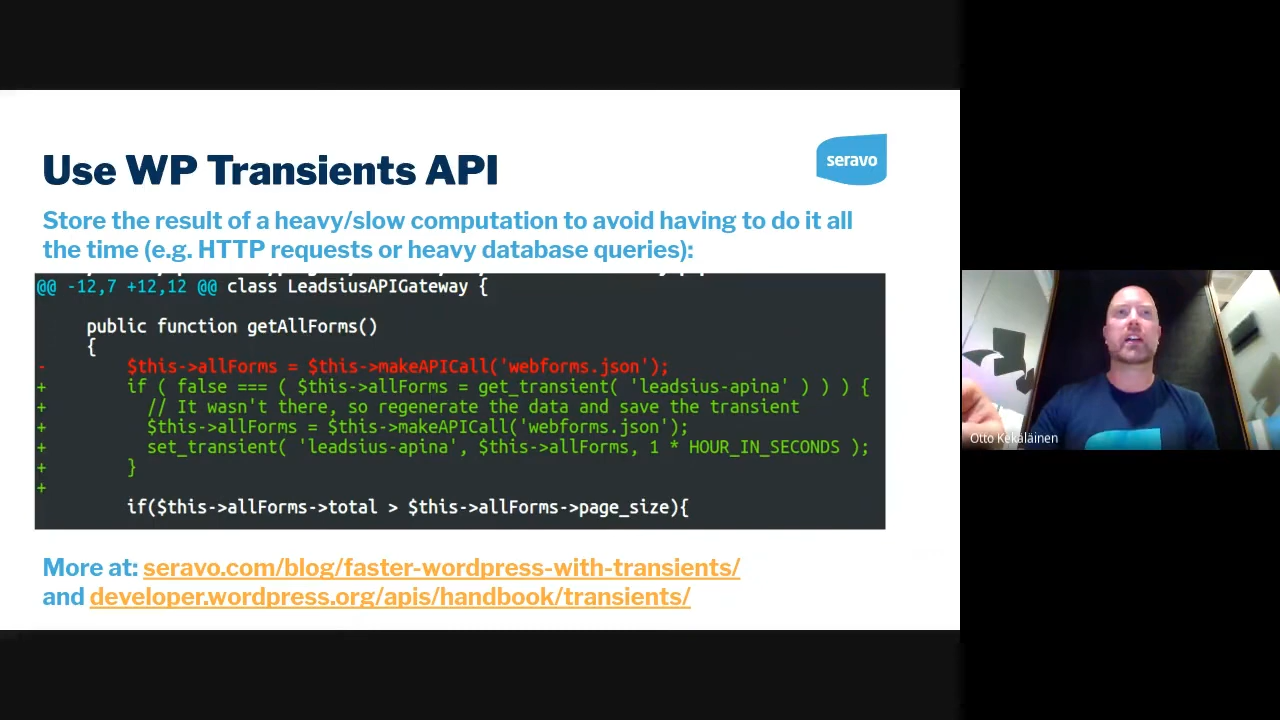 Use WP Transients API
seravo
Store the result of a heavy/slow computation to avoid having to do it all
the time (e.g. HTTP requests or heavy database queries):
@@ -12,7 +12,12 @@ class LeadsiusAPIGateway {
public function getAllForms()
{
- $this->allForms = $this->makeAPICall('webforms.json');
+ if ( false === ( $this->allForms = get_transient( 'leadsius-apina' ) ) ) {
+ // It wasn't there, so regenerate the data and save the transient
+ $this->allForms = $this->makeAPICall('webforms.json');
+ set_transient( 'leadsius-apina', $this->allForms, 1 * HOUR_IN_SECONDS );
+ }
+
if($this->allForms->total > $this->allForms->page_size){
More at: seravo.com/blog/faster-wordpress-with-transients/
and developer.wordpress.org/apis/handbook/transients/
Otto Kekäläinen